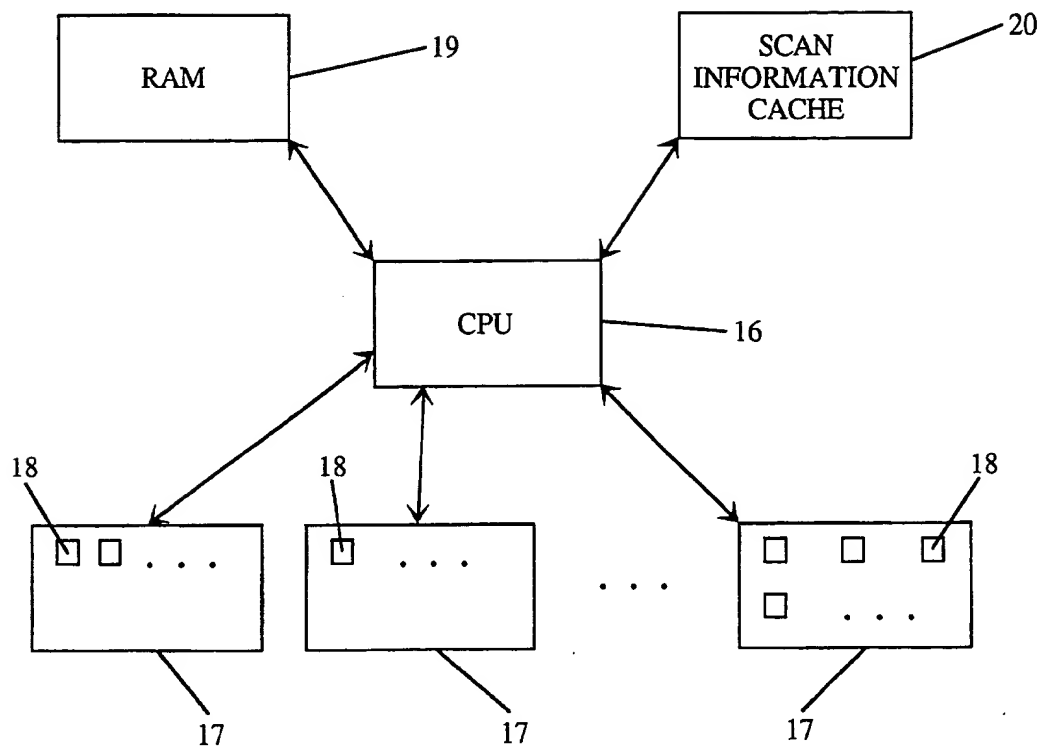 RAM
19
SCAN
INFORMATION
CACHE
20
CPU
16
18
18
18
. . .
. . .
. . .
. . .
17
17
17